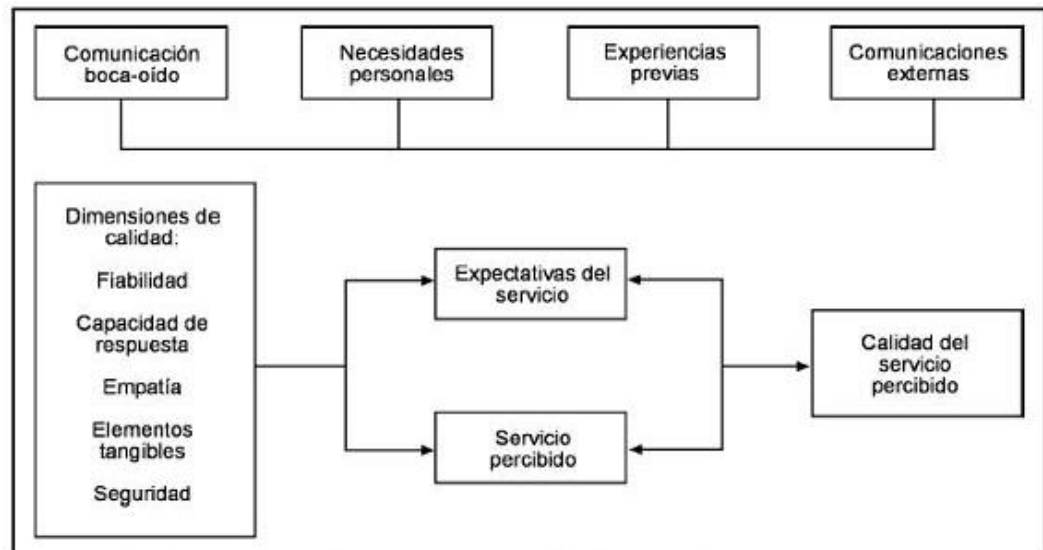 Comunicación
boca-oído
Necesidades
personales
Experiencias
previas
Comunicaciones
externas
Dimensiones de
calidad:
Fiabilidad
Capacidad de
respuesta
Empatía
Elementos
tangibles
Seguridad
Expectativas del
servicio
Servicio
percibido
Calidad del
servicio
percibido